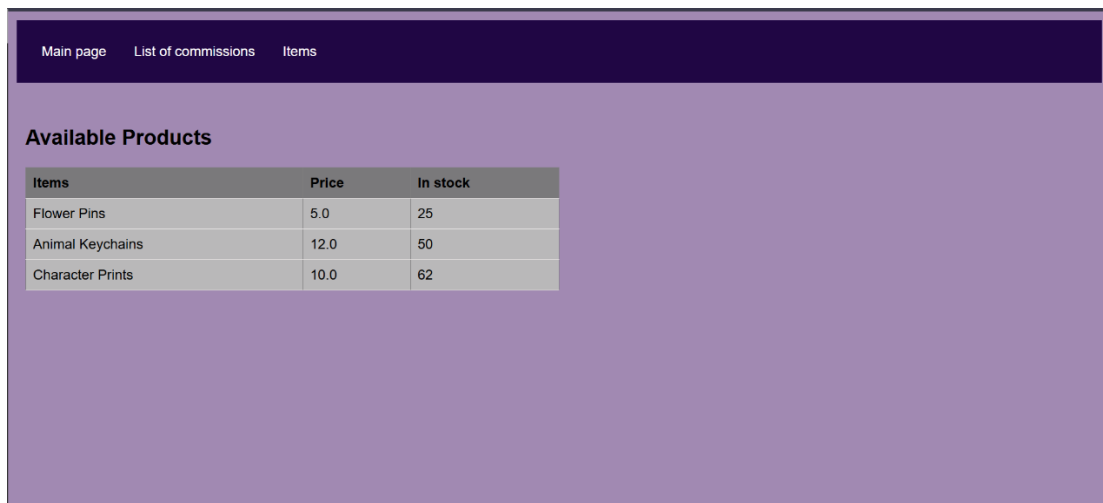 Main page List of commissions Items
Available Products
Items Price In stock
Flower Pins 5.0 25
Animal Keychains 12.0 50
Character Prints 10.0 62